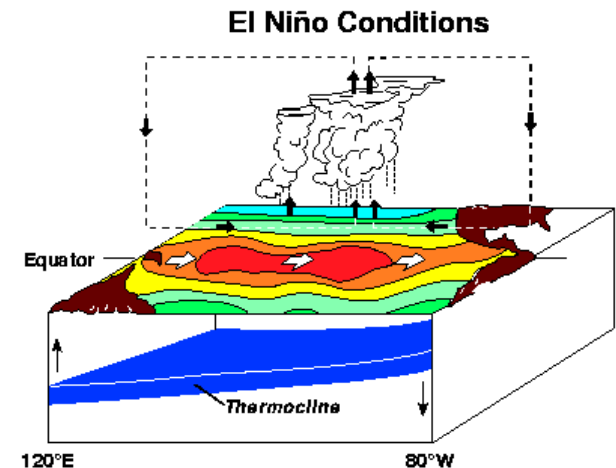 El Niño Conditions
Equator
Thermocline
120°E
80°W